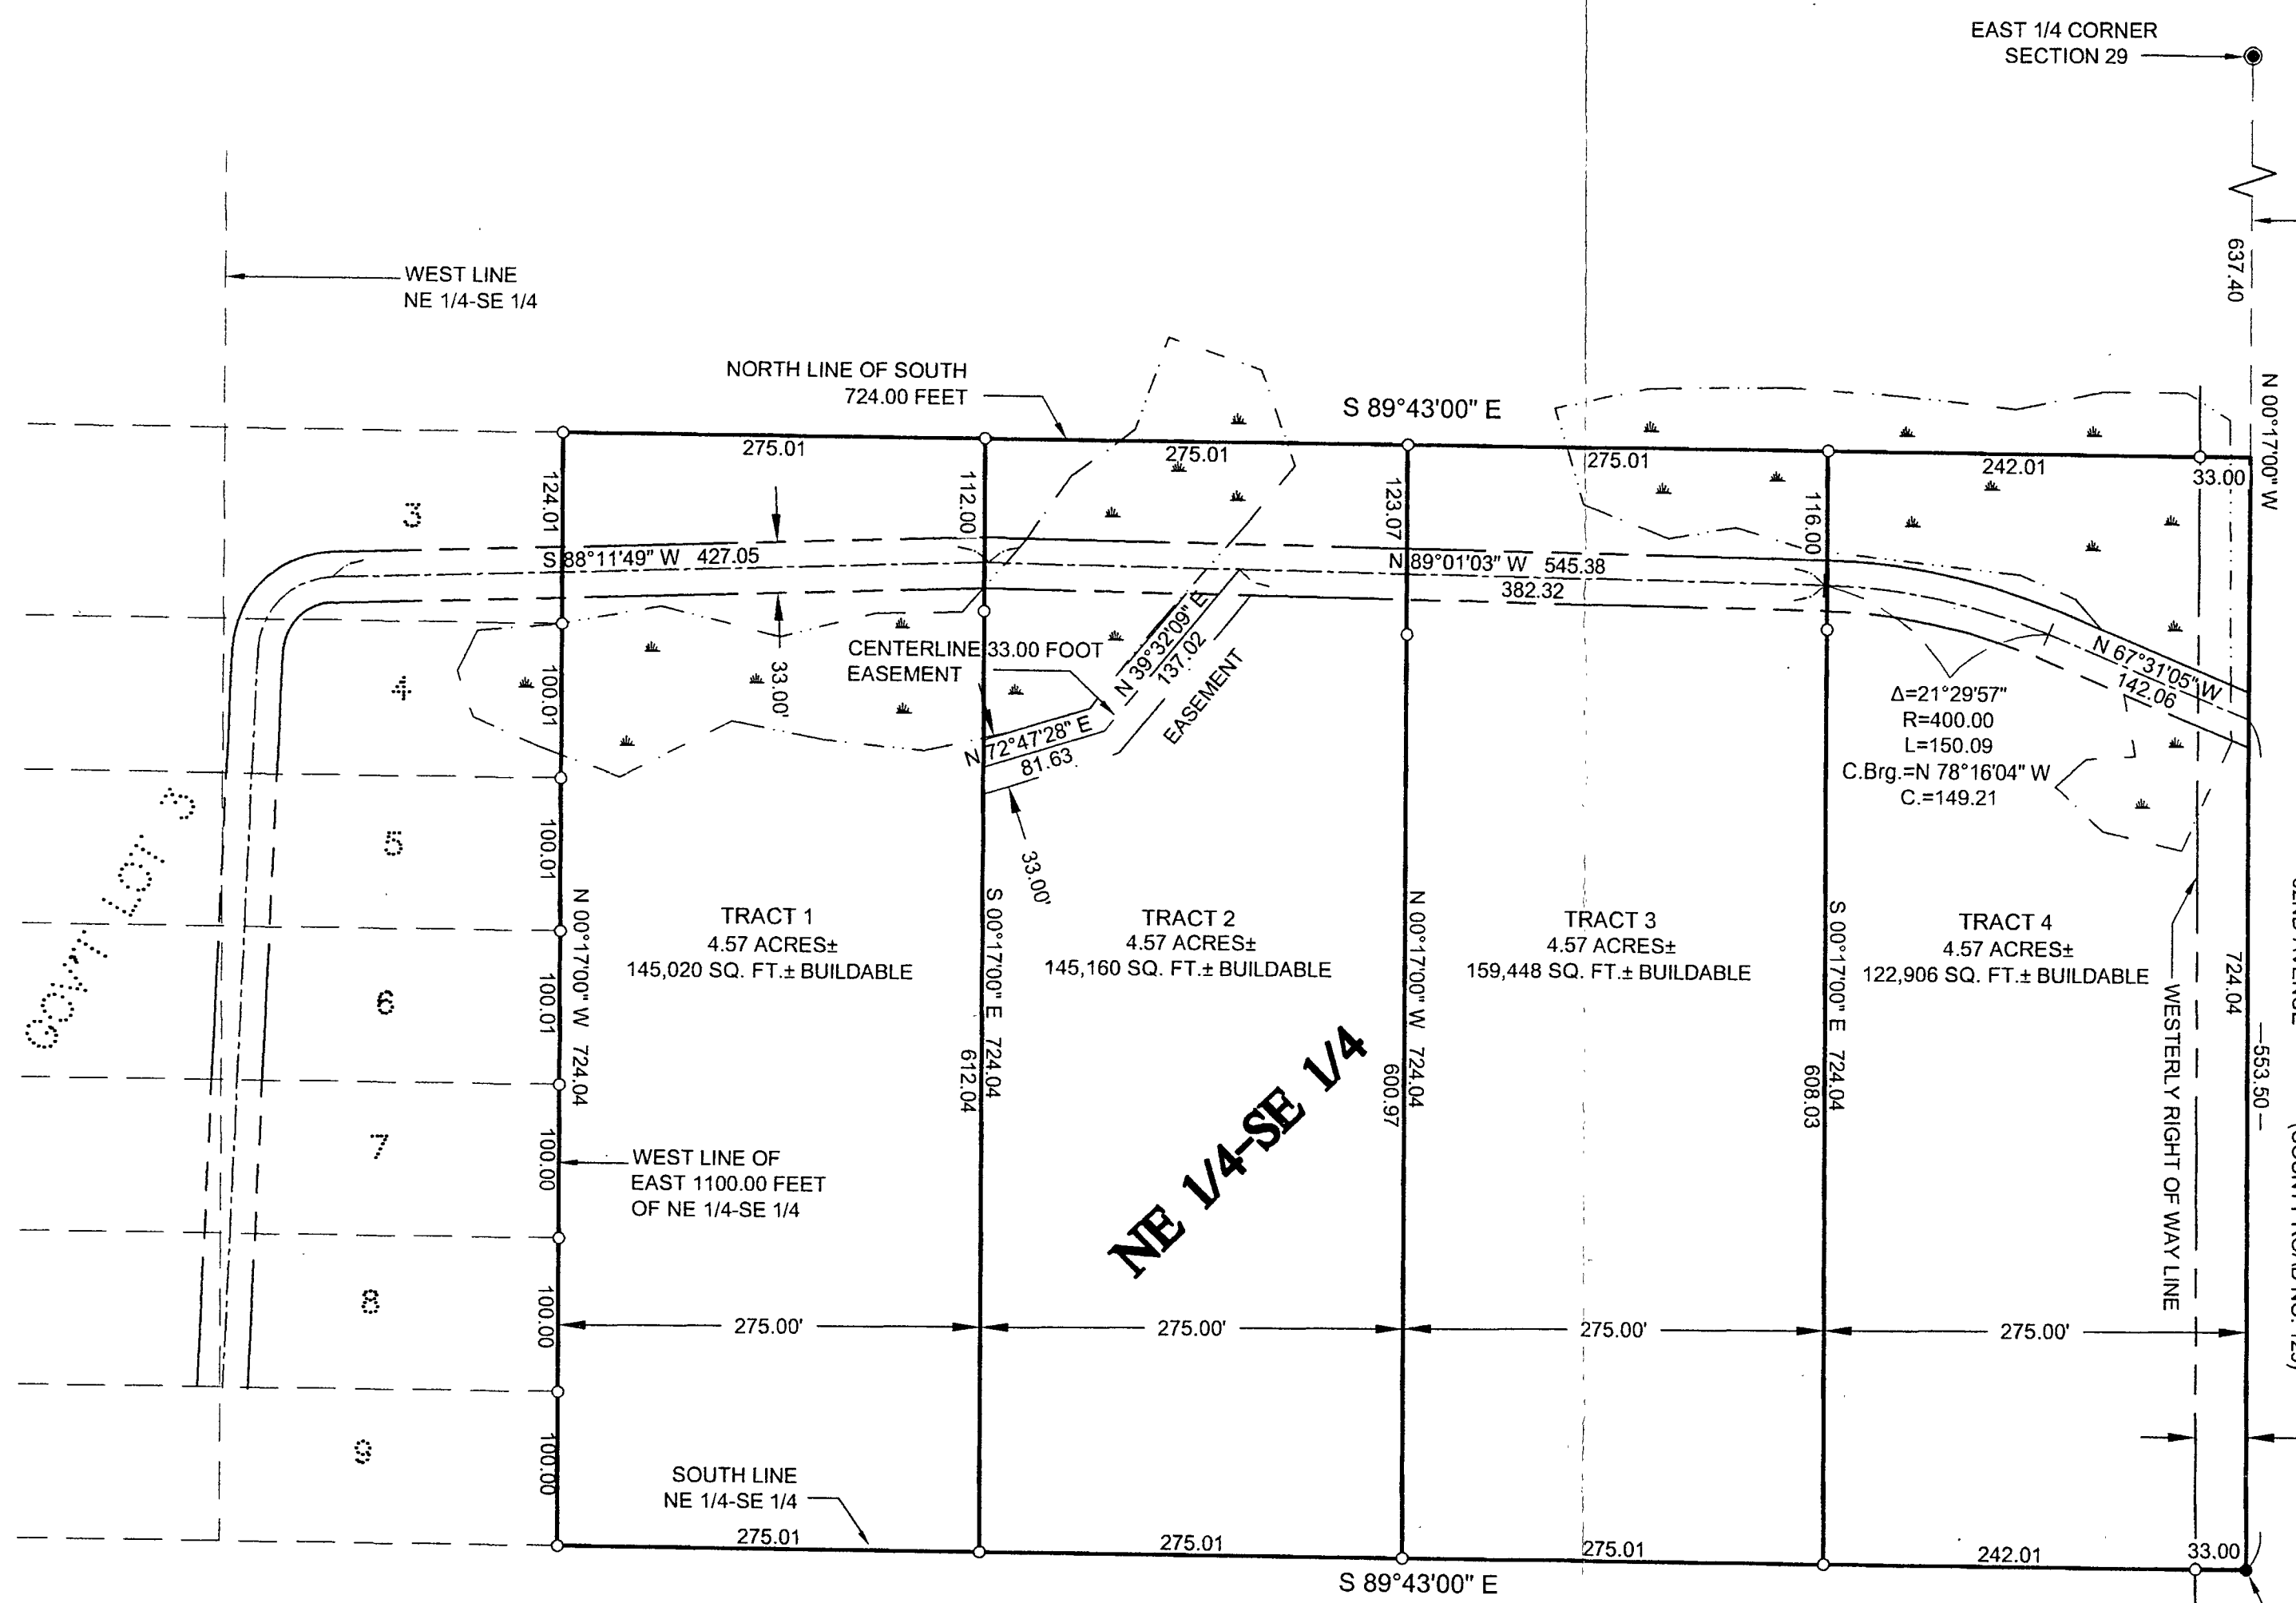 EAST 1/4 CORNER
SECTION 29
637.40
N 00°17'00" W
WEST LINE
NE 1/4-SE 1/4
NORTH LINE OF SOUTH
724.00 FEET
S 89°43'00" E
275.01
275.01
275.01
242.01
33.00
124.01
112.00
123.07
116.00
3
S 88°11'49" W 427.05
N 89°01'03" W 545.38
382.32
4
100.01
33.00'
CENTERLINE 33.00 FOOT
EASEMENT
N 39°32'09" E
137.02
EASEMENT
N 67°31'05" W
142.06
Δ=21°29'57"
R=400.00
L=150.09
C.Brg.=N 78°16'04" W
C.=149.21
N 72°47'28" E
81.63
33.00'
GOVT LOT 3
5
100.01
6
100.01
N 00°17'00" W 724.04
TRACT 1
4.57 ACRES±
145,020 SQ. FT.± BUILDABLE
S 00°17'00" E 724.04
612.04
TRACT 2
4.57 ACRES±
145,160 SQ. FT.± BUILDABLE
N 00°17'00" W 724.04
600.97
TRACT 3
4.57 ACRES±
159,448 SQ. FT.± BUILDABLE
S 00°17'00" E 724.04
608.03
TRACT 4
4.57 ACRES±
122,906 SQ. FT.± BUILDABLE
WESTERLY RIGHT OF WAY LINE
724.04
553.50
NE 1/4-SE 1/4
7
100.00
WEST LINE OF
EAST 1100.00 FEET
OF NE 1/4-SE 1/4
8
100.00
275.00'
275.00'
275.00'
275.00'
9
100.00
SOUTH LINE
NE 1/4-SE 1/4
275.01
275.01
275.01
242.01
33.00
S 89°43'00" E